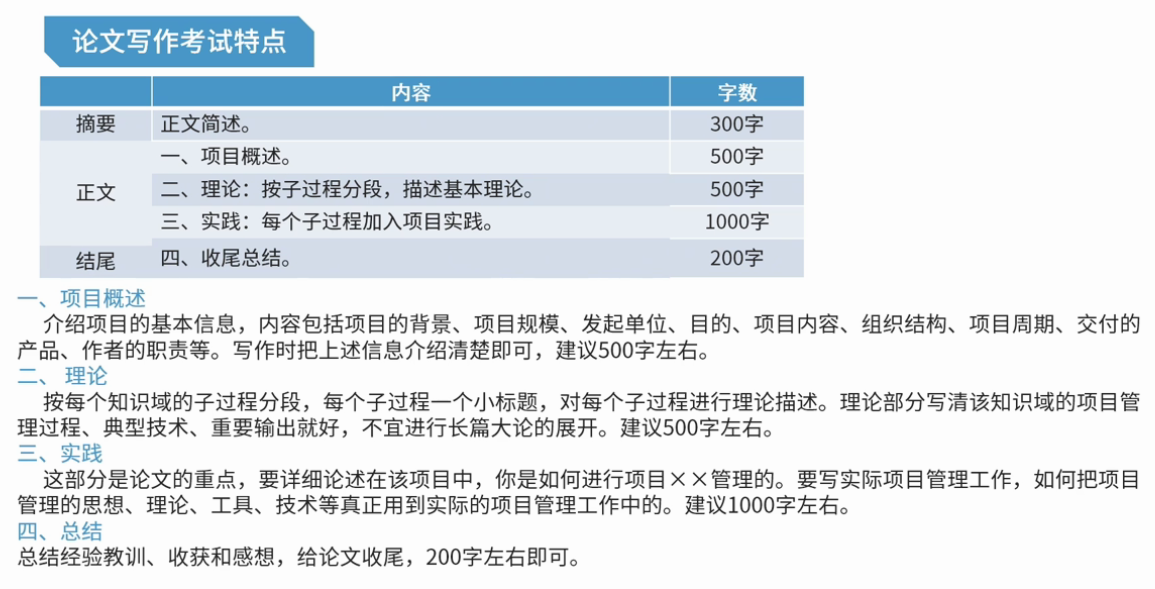 论文写作考试特点
内容 字数
摘要 正文简述。 300字
一、项目概述。 500字
正文 二、理论：按子过程分段，描述基本理论。 500字
三、实践：每个子过程加入项目实践。 1000字
结尾 四、收尾总结。 200字
一、项目概述
介绍项目的基本信息，内容包括项目的背景、项目规模、发起单位、目的、项目内容、组织结构、项目周期、交付的
产品、作者的职责等。写作时把上述信息介绍清楚即可，建议500字左右。
二、 理论
按每个知识域的子过程分段，每个子过程一个小标题，对每个子过程进行理论描述。理论部分写清该知识域的项目管
理过程、典型技术、重要输出就好，不宜进行长篇大论的展开。建议500字左右。
三、实践
这部分是论文的重点，要详细论述在该项目中，你是如何进行项目××管理的。要写实际项目管理工作，如何把项目
管理的思想、理论、工具、技术等真正用到实际的项目管理工作中的。建议1000字左右。
四、总结
总结经验教训、收获和感想，给论文收尾，200字左右即可。